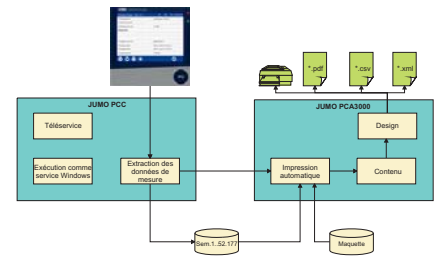 *.pdf
*.csv
*.xml
JUMO PCC
JUMO PCA3000
Téléservice
Design
Exécution comme
service Windows
Extraction des
données de
mesure
Impression
automatique
Contenu
Sem.1..52.177
Maquette